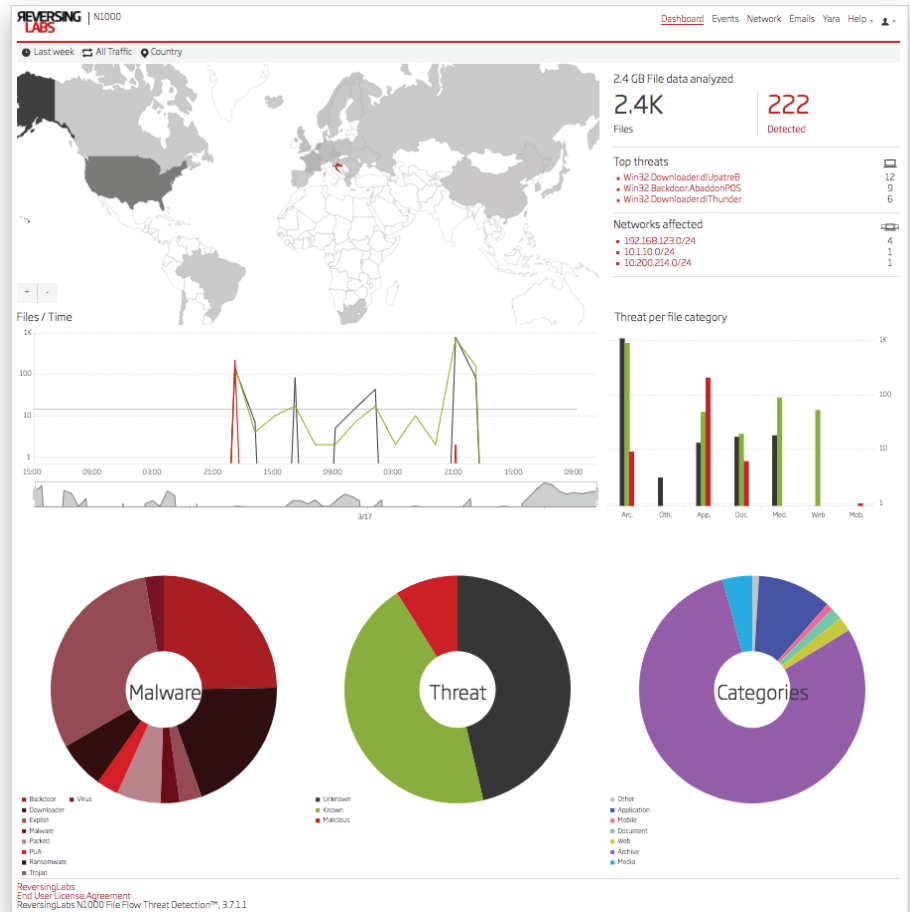 REVERSING LABS | N1000
Dashboard Events Network Emails Yara Help
Last week All Traffic Country
2.4 GB File data analyzed
2.4K
Files
222
Detected
Top threats
Win32.Downloader.dlUpatreB 12
Win32.Backdoor.AbaddonPOS 9
Win32.Downloader.dlThunder 6
Networks affected
192.168.123.0/24 4
10.1.10.0/24 1
10.200.214.0/24 1
+ -
Files / Time
1K
100
10
1
15:00 09:00 03:00 21:00 15:00 09:00 03:00 21:00 15:00 09:00
3/17
Threat per file category
1K
100
10
1
Arc. Oth. App. Doc. Med. Web Mob.
Malware
Backdoor Virus
Downloader
Exploit
Malware
Packed
PUA
Ransomware
Trojan
Threat
Unknown
Known
Malicious
Categories
Other
Application
Mobile
Document
Web
Archive
Media
ReversingLabs
End User License Agreement
ReversingLabs N1000 File Flow Threat Detection™, 3.7.1.1